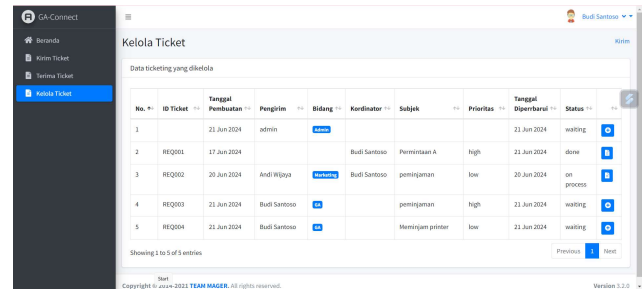 GA-Connect
Budi Santoso
Beranda
Kirim Ticket
Terima Ticket
Kelola Ticket
Kelola Ticket
Kirim
Data ticketing yang dikelola
No. ID Ticket Tanggal Pembuatan Pengirim Bidang Kordinator Subjek Prioritas Tanggal Diperrbarui Status
1 21 Jun 2024 admin Admin 21 Jun 2024 waiting
2 REQ001 17 Jun 2024 Budi Santoso Permintaan A high 21 Jun 2024 done
3 REQ002 20 Jun 2024 Andi Wijaya Marketing Budi Santoso peminjaman low 20 Jun 2024 on process
4 REQ003 21 Jun 2024 Budi Santoso GA peminjaman high 21 Jun 2024 waiting
5 REQ004 21 Jun 2024 Budi Santoso GA Meminjam printer low 21 Jun 2024 waiting
Showing 1 to 5 of 5 entries
Previous 1 Next
Start
Copyright © 2014-2021 TEAM MAGER. All rights reserved.
Version 3.2.0